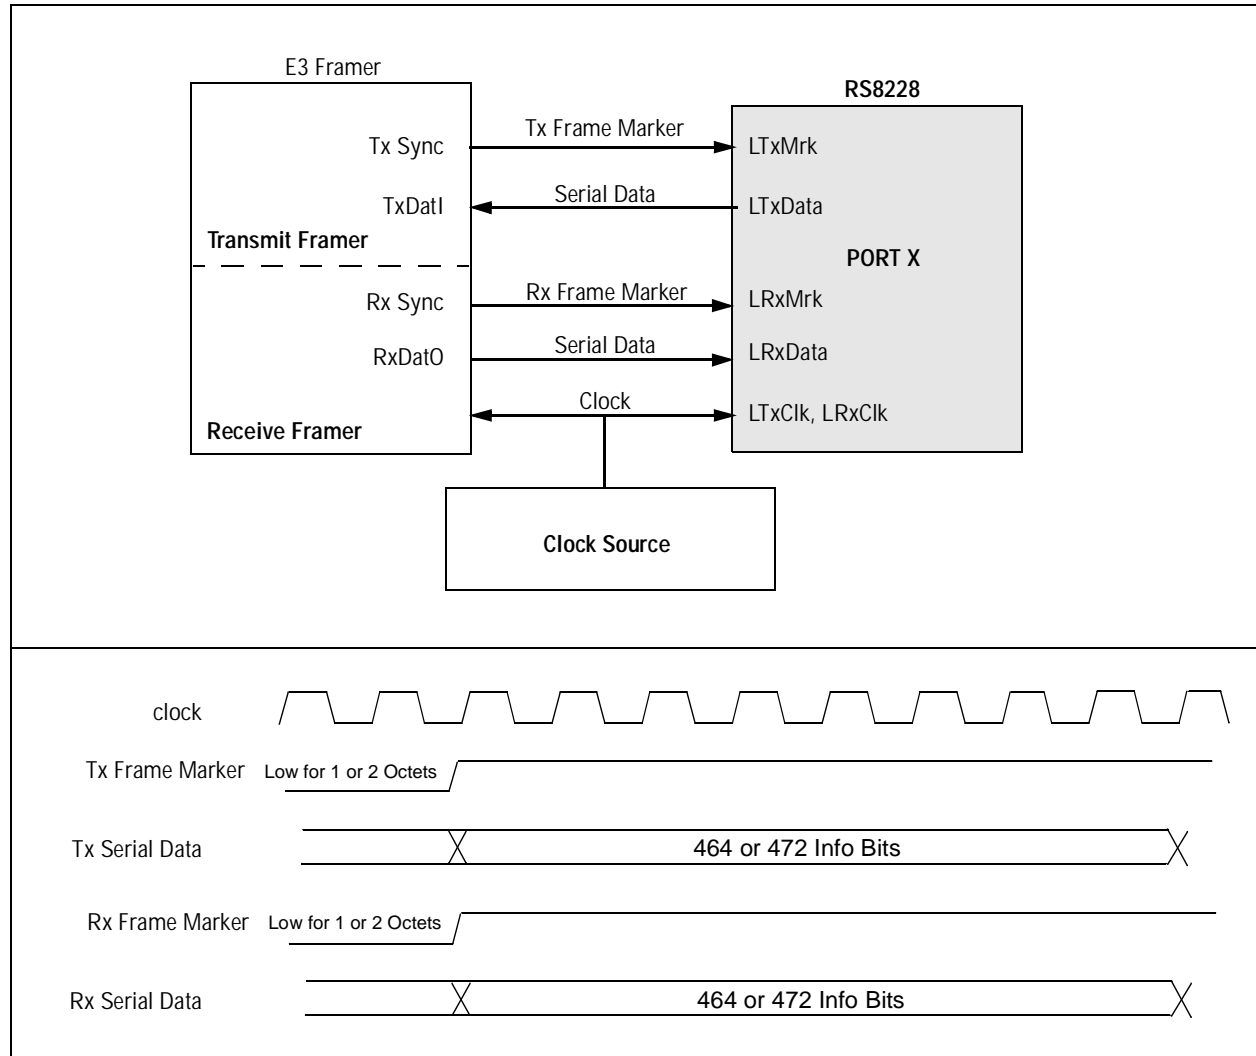 E3 Framer
RS8228
Tx Sync
Tx Frame Marker
LTxMrk
TxDatI
Serial Data
LTxData
Transmit Framer
PORT X
Rx Sync
Rx Frame Marker
LRxMrk
RxDatO
Serial Data
LRxData
Clock
LTxClk, LRxClk
Receive Framer
Clock Source
clock
Tx Frame Marker Low for 1 or 2 Octets
Tx Serial Data 464 or 472 Info Bits
Rx Frame Marker Low for 1 or 2 Octets
Rx Serial Data 464 or 472 Info Bits